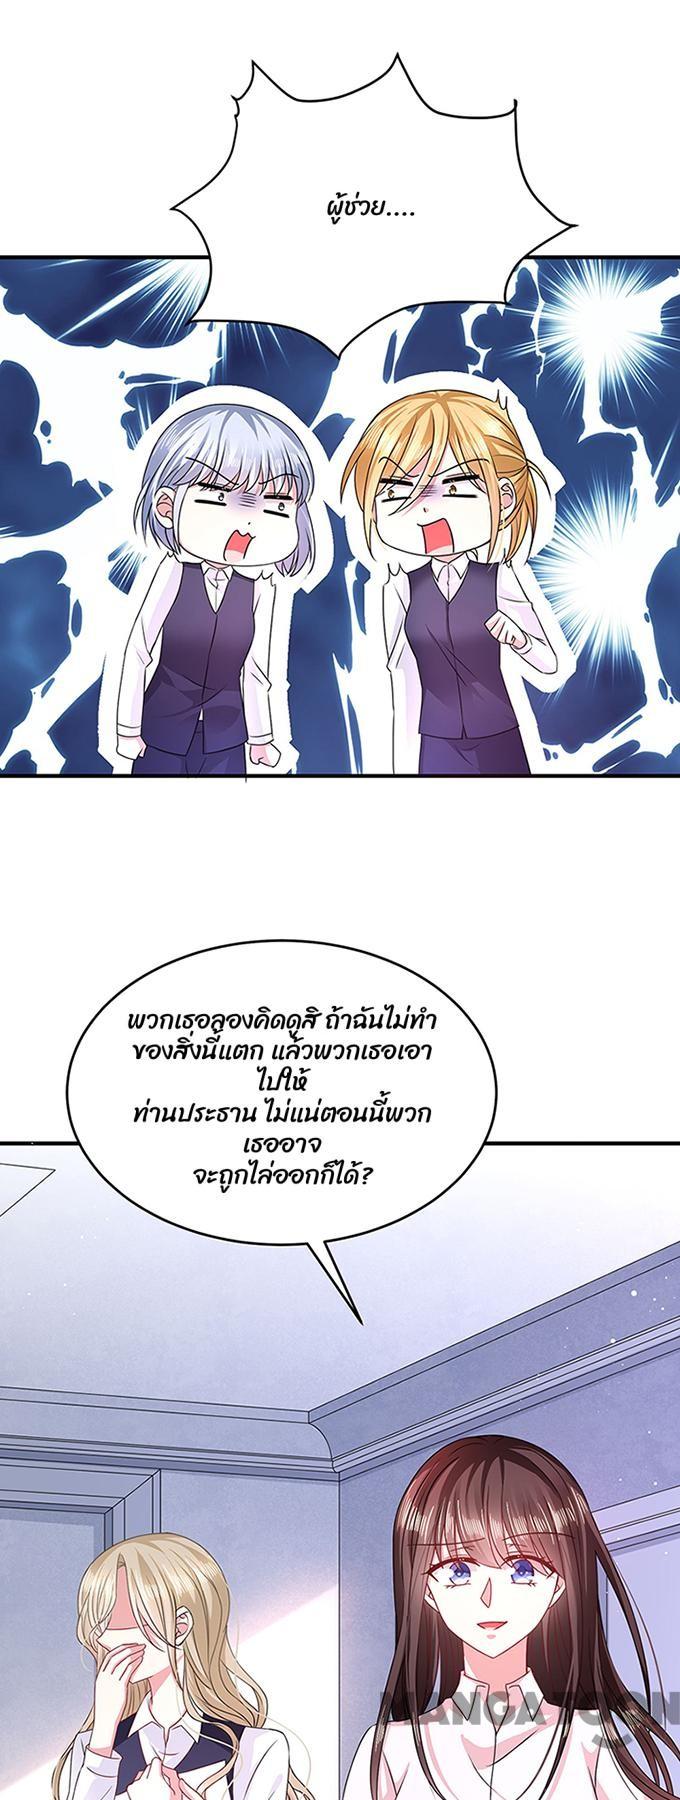 ผู้ช่วย....
พวกเธอลองคิดดูสิ ถ้าฉันไม่ทำ
ของสิ่งนี้แตก แล้วพวกเธอเอา
ไปให้
ท่านประธาน ไม่แน่ตอนนี้พวก
เธออาจ
จะถูกไล่ออกก็ได้?
MANGATOON